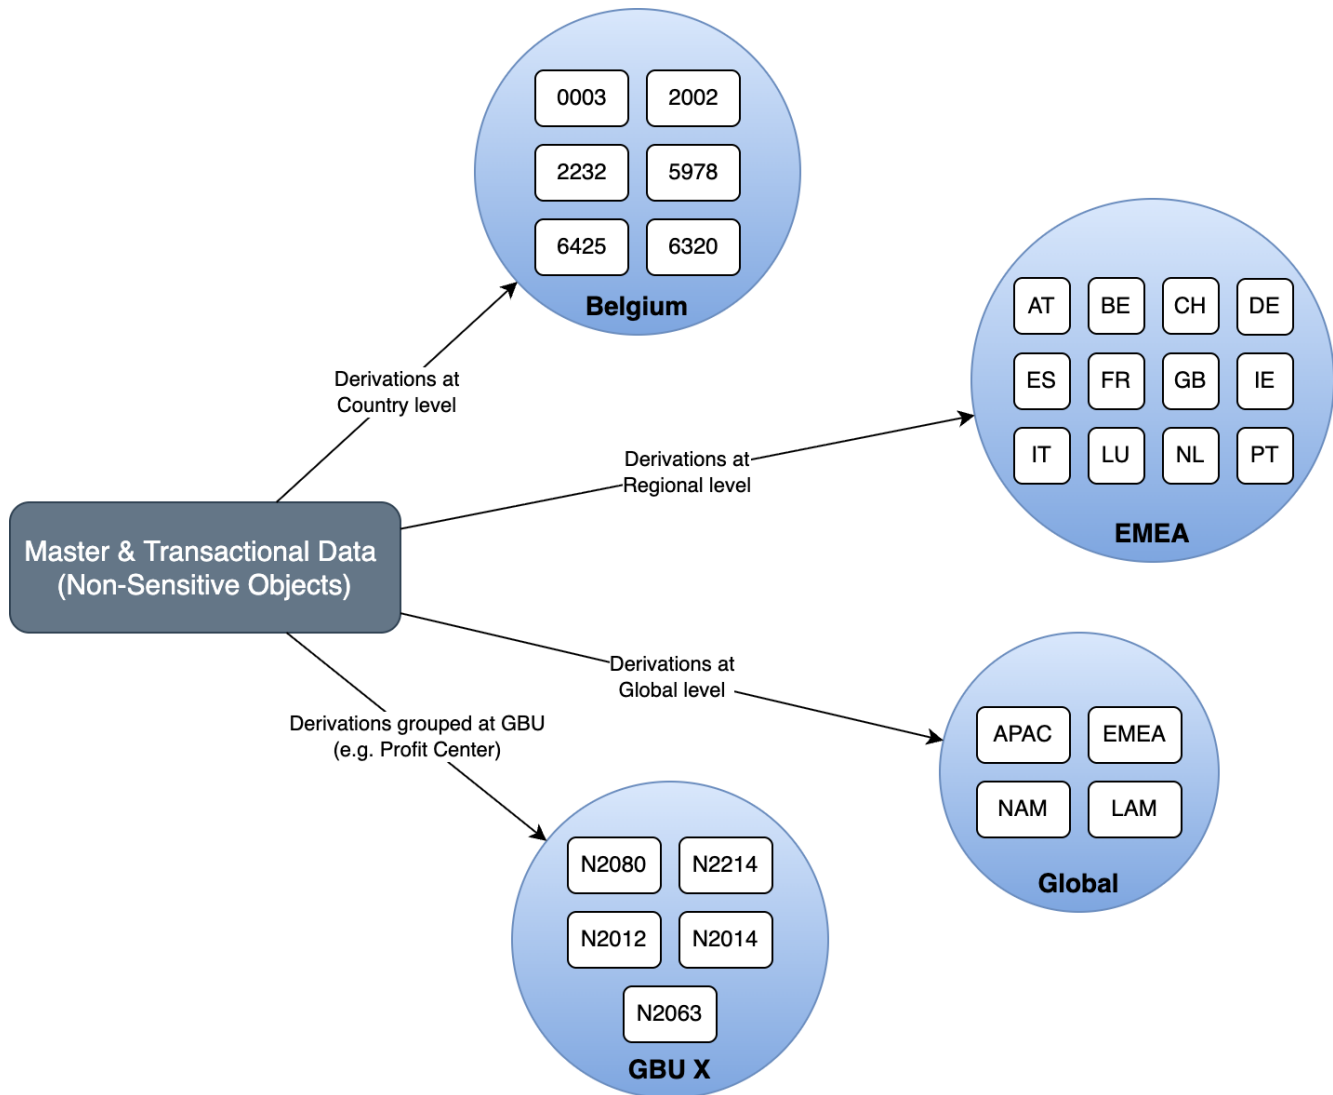 0003 2002
2232 5978
6425 6320
Belgium
AT BE CH DE
ES FR GB IE
IT LU NL PT
EMEA
Derivations at
Country level
Derivations at
Regional level
Master & Transactional Data
(Non-Sensitive Objects)
Derivations at
Global level
APAC EMEA
NAM LAM
Global
Derivations grouped at GBU
(e.g. Profit Center)
N2080 N2214
N2012 N2014
N2063
GBU X